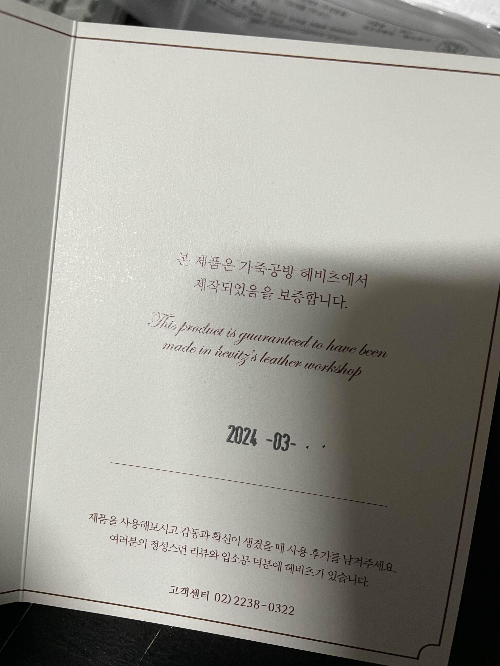 본 제품은 가죽공방 헤비츠에서
제작되었음을 보증합니다.
This product is guaranteed to have been
made in hevitz's leather workshop
2024 -03- . .
제품을 사용해보시고 감동과 확신이 생겼을 때 사용 후기를 남겨주세요.
여러분의 정성스런 리뷰와 입소문 덕분에 헤비츠가 있습니다.
고객센터 02) 2238-0322